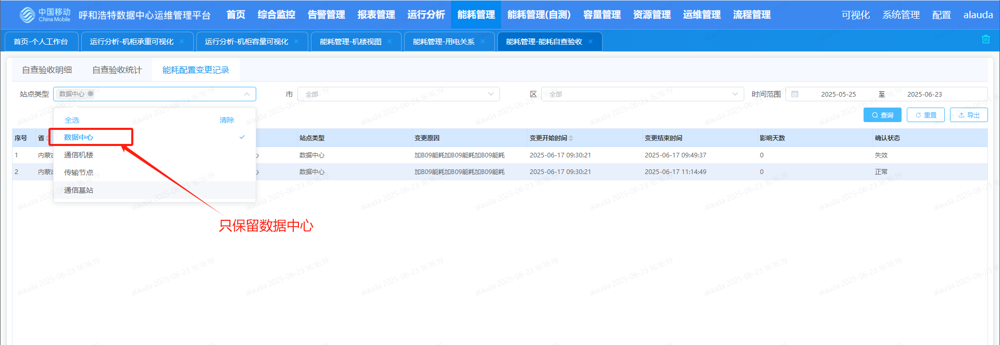 中国移动
China Mobile
呼和浩特数据中心运维管理平台 首页 综合监控 告警管理 报表管理 运行分析 能耗管理 能耗管理(自测) 容量管理 资源管理 运维管理 流程管理 可视化 系统管理 配置 alauda
首页-个人工作台 运行分析-机柜承重可视化 运行分析-机柜容量可视化 能耗管理-机楼视图 能耗管理-用电关系 能耗管理-能耗自查验收
自查验收明细 自查验收统计 能耗配置变更记录
站点类型 数据中心 市 全部 区 全部 时间范围 2025-05-25 至 2025-06-23
查询 重置 导出
全选 清除
数据中心
通信机楼
传输节点
通信基站
序号 省 站点类型 变更原因 变更开始时间 变更结束时间 影响天数 确认状态
1 内蒙古 数据中心 加B09能耗加B09能耗加B09能耗 2025-06-17 09:30:21 2025-06-17 09:49:37 0 失效
2 内蒙古 数据中心 加B09能耗加B09能耗加B09能耗 2025-06-17 09:30:21 2025-06-17 11:14:49 0 正常
只保留数据中心
alauda 2025-06-23 16:16:19